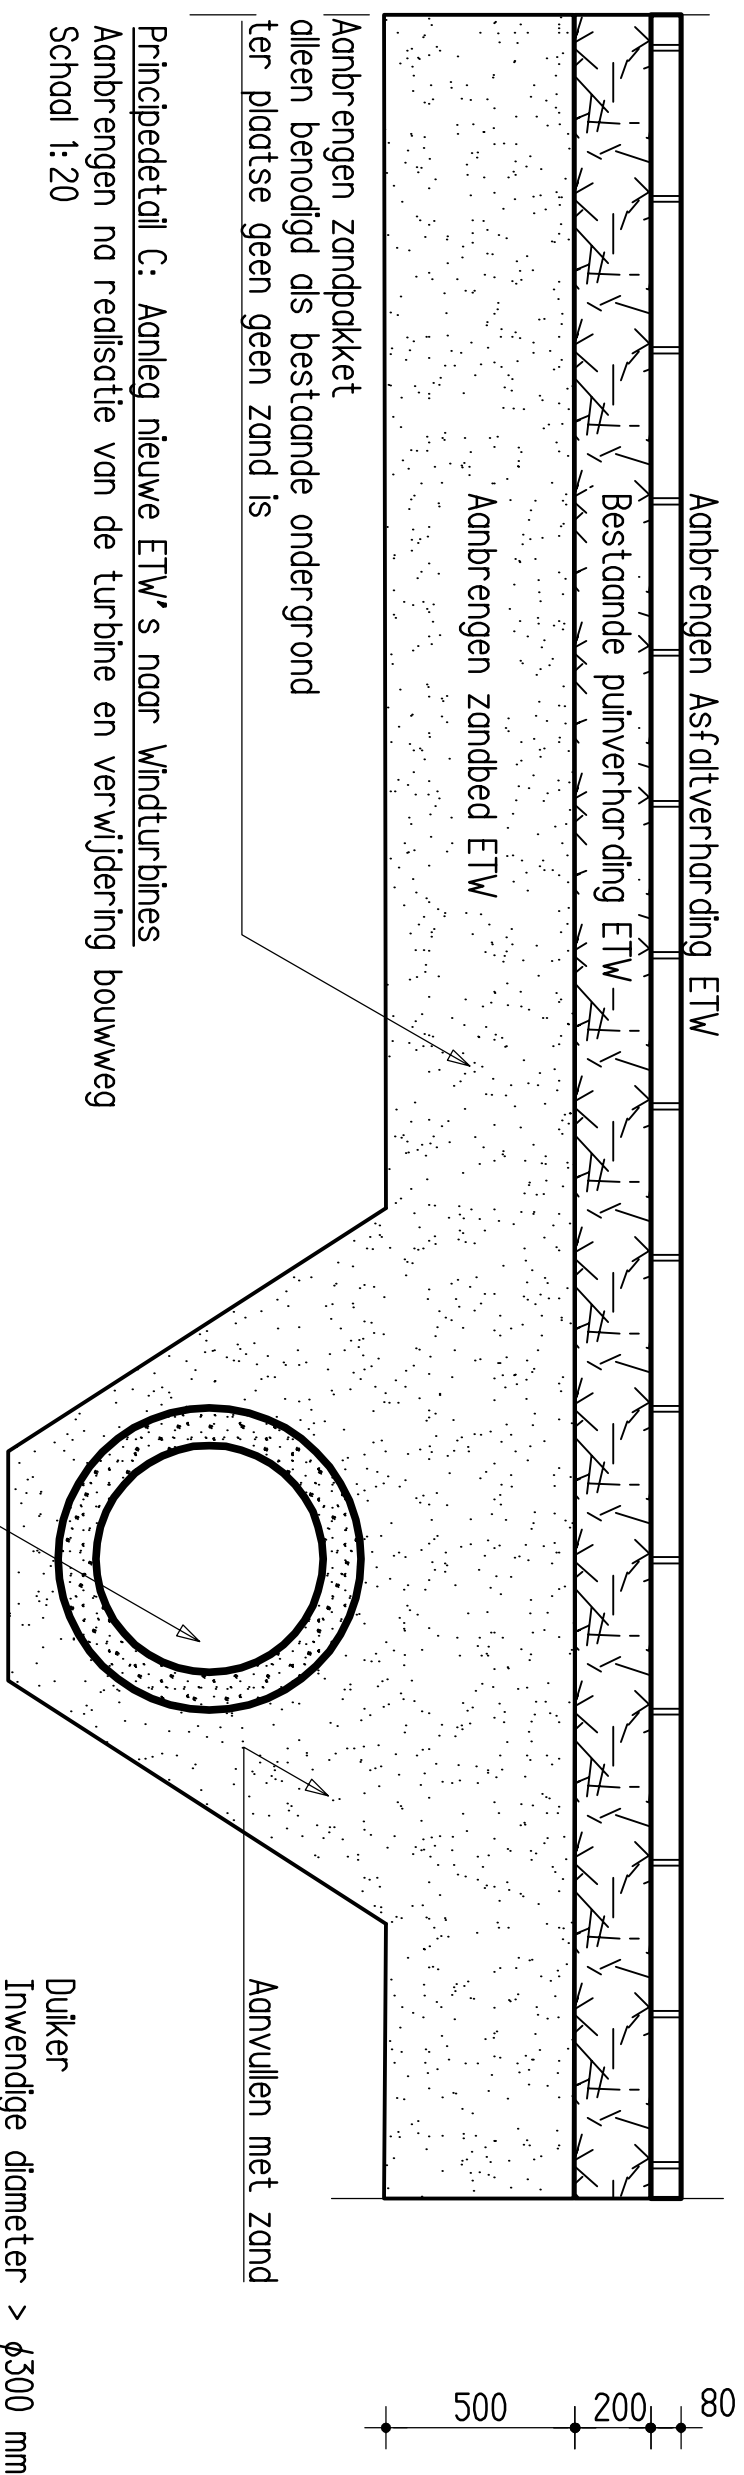 Aanbrengen Asfaltverharding ETW
Bestaande puinverharding ETW
Aanbrengen zandbed ETW
80
200
500
Aanbrengen zandpakket
alleen benodigd als bestaande ondergrond
ter plaatse geen geen zand is
Aanvullen met zand
Principedetail C: Aanleg nieuwe ETW's naar Windturbines
Aanbrengen na realisatie van de turbine en verwijdering bouwweg
Schaal 1:20
Duiker
Inwendige diameter > ϕ300 mm